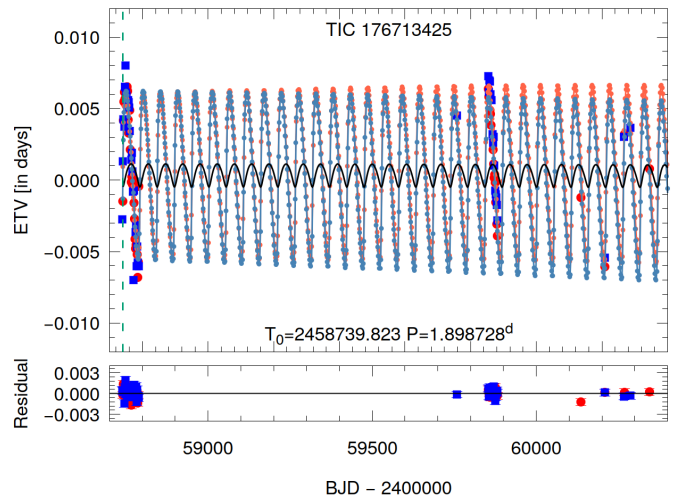 TIC 176713425
ETV [in days]
0.010
0.005
0.000
−0.005
−0.010
T0=2458739.823 P=1.898728d
Residual
0.003
0.000
−0.003
59000 59500 60000
BJD − 2400000